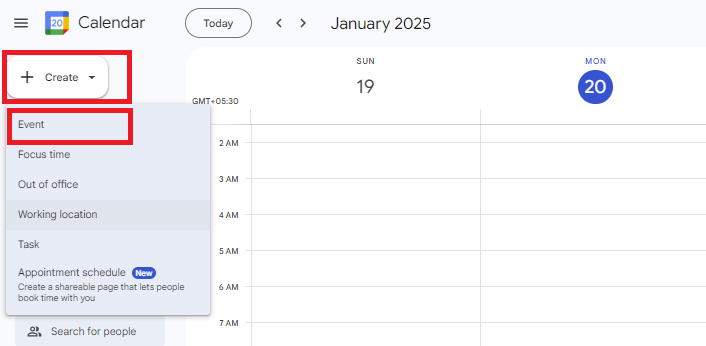 20 Calendar Today January 2025
Create
SUN MON
19 20
GMT+05:30
Event
Focus time
Out of office
Working location
Task
Appointment schedule New
Create a shareable page that lets people
book time with you
Search for people
2 AM
3 AM
4 AM
5 AM
6 AM
7 AM